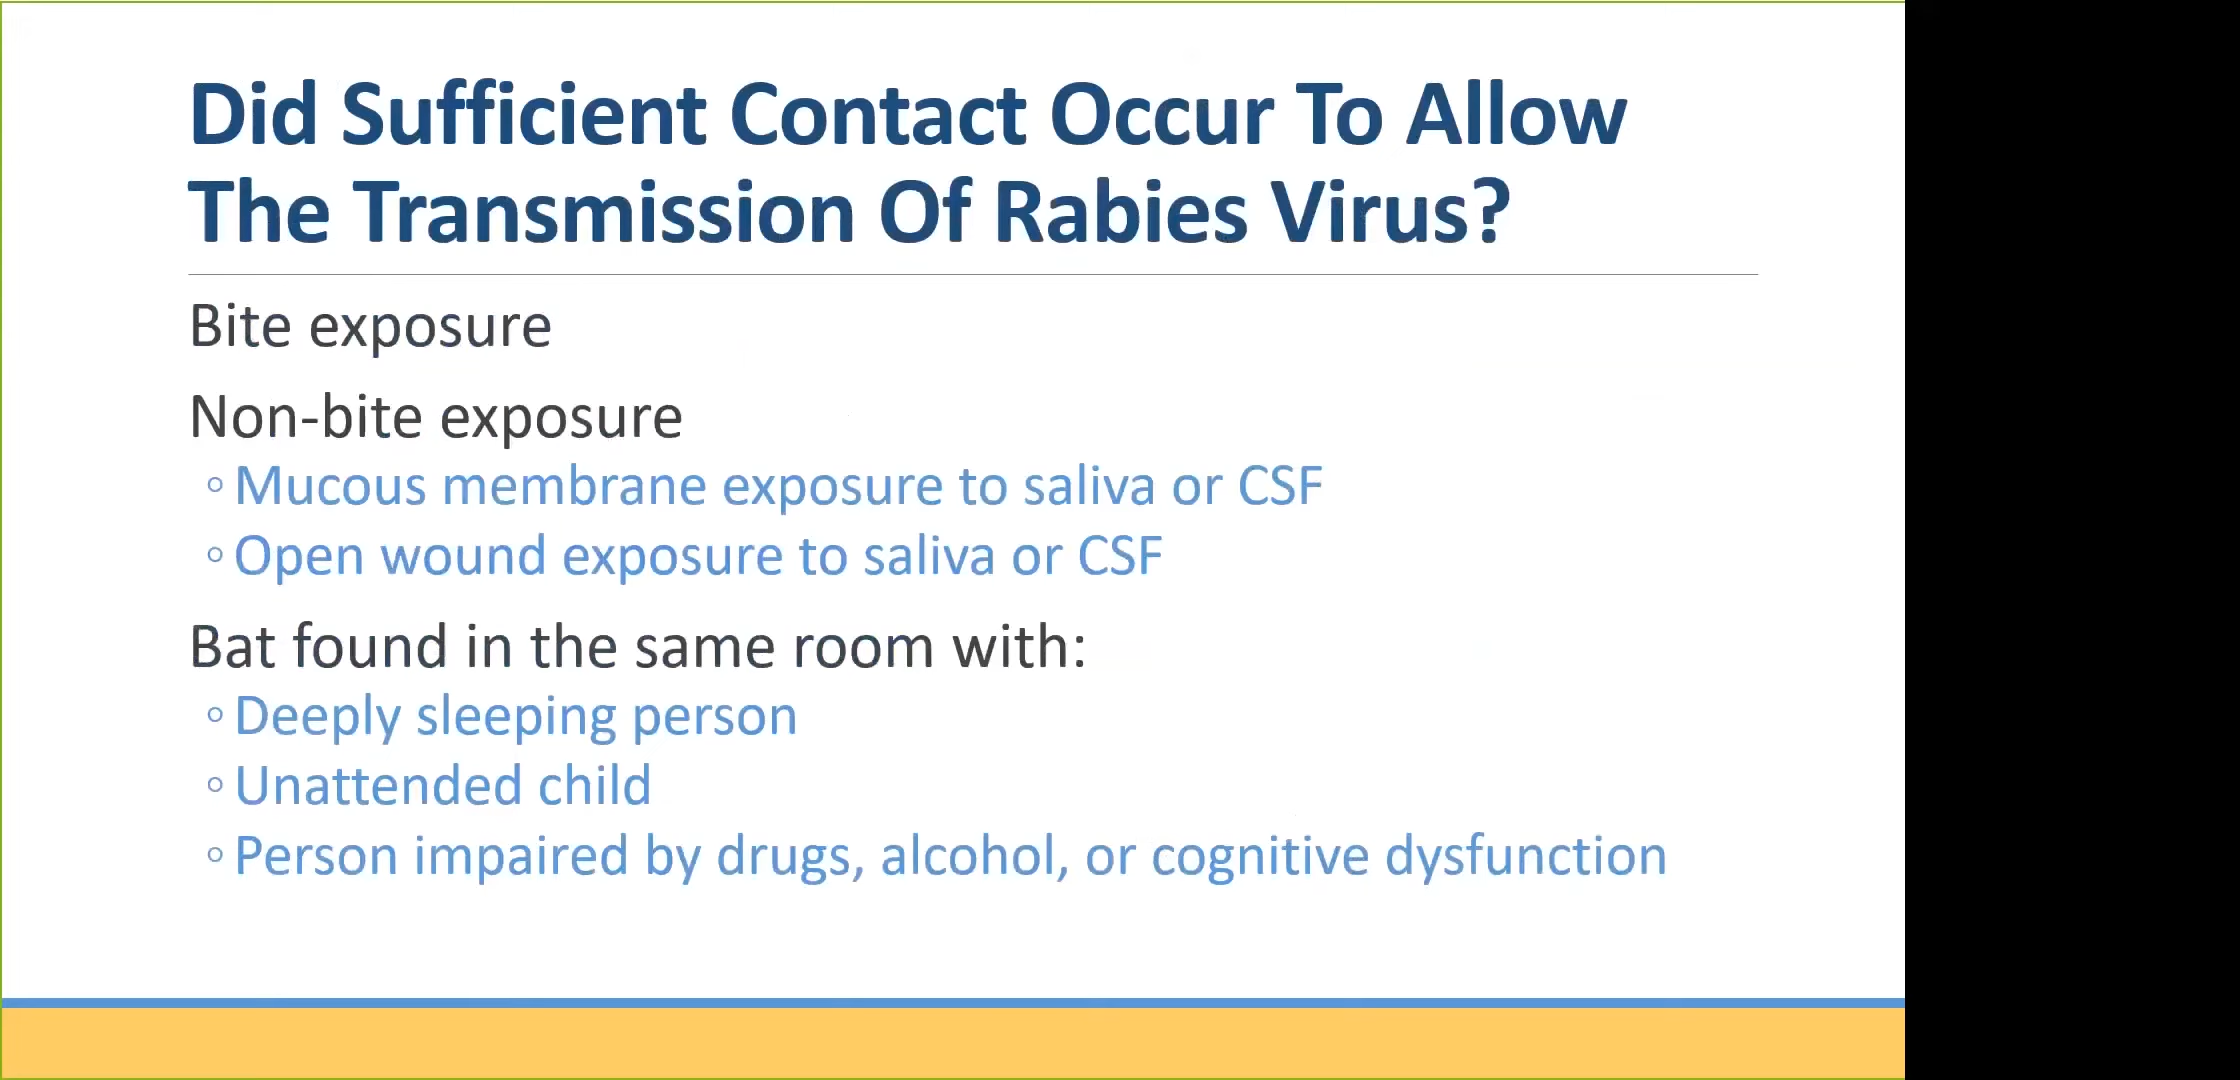 Did Sufficient Contact Occur To Allow
The Transmission Of Rabies Virus?
Bite exposure
Non-bite exposure
◦ Mucous membrane exposure to saliva or CSF
◦ Open wound exposure to saliva or CSF
Bat found in the same room with:
◦ Deeply sleeping person
◦ Unattended child
◦ Person impaired by drugs, alcohol, or cognitive dysfunction